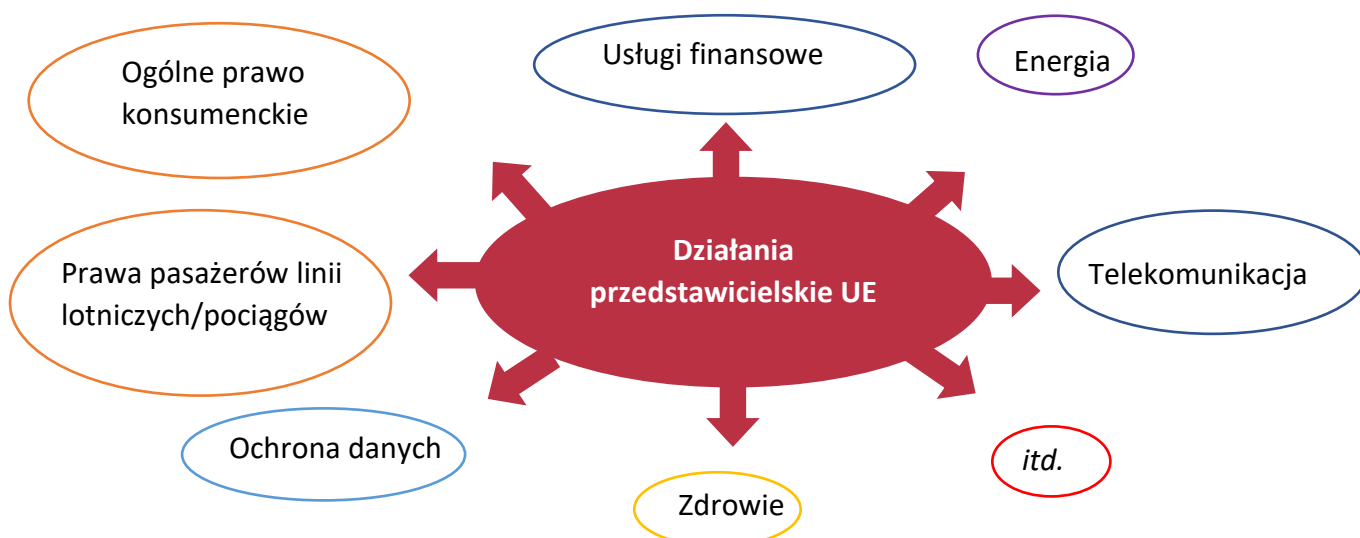 Usługi finansowe
Energia
Ogólne prawo
konsumenckie
Działania
przedstawicielskie UE
Prawa pasażerów linii
lotniczych/pociągów
Telekomunikacja
Ochrona danych
itd.
Zdrowie